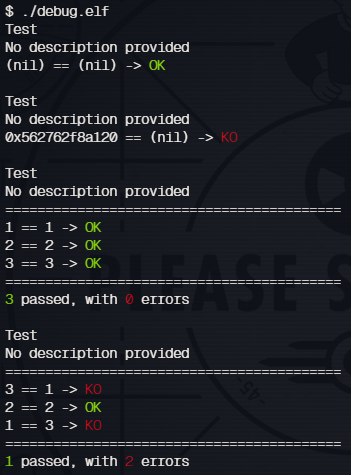 $ ./debug.elf
Test
No description provided
(nil) == (nil) -> OK
Test
No description provided
0x562762f8a120 == (nil) -> KO
Test
No description provided
==========================================
1 == 1 -> OK
2 == 2 -> OK
3 == 3 -> OK
==========================================
3 passed, with 0 errors
Test
No description provided
==========================================
3 == 1 -> KO
2 == 2 -> OK
1 == 3 -> KO
==========================================
1 passed, with 2 errors
PLEASE S
-45-